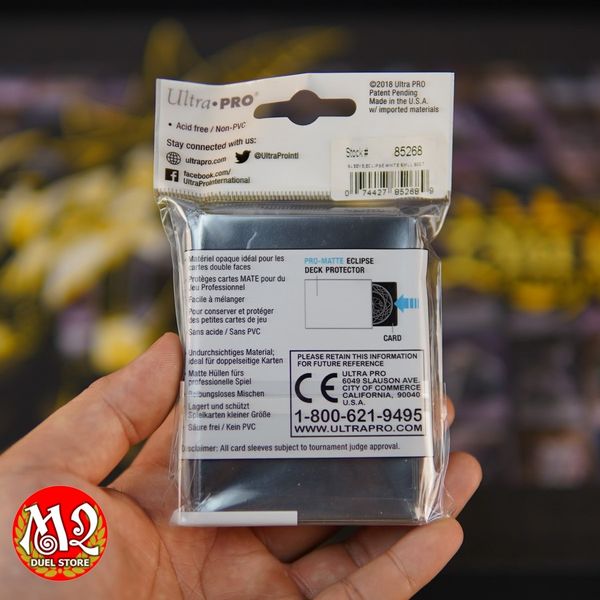 Ultra•PRO®
• Acid free / Non-PVC
Stay connected with us:
ultrapro.com @UltraProIntl
facebook.com/
UltraProInternational
©2018 Ultra PRO
Patent Pending
Made in the U.S.A.
w/ imported materials
Stock# 85268
0 74427 85268 9
Matériel opaque idéal pour les
cartes double faces
Protèges cartes MATE pour du
Jeu Professionnel
Facile à mélanger
Pour conserver et protéger
des petites cartes de jeu
Sans acide / Sans PVC
Undurchsichtiges Material;
ideal für doppelseitige Karten
Matte Hüllen fürs
professionelle Spiel
Reibungsloses Mischen
Lagert und schützt
Spielkarten kleiner Größe
Säure frei / Kein PVC
PRO-MATTE ECLIPSE
DECK PROTECTOR
CARD
PLEASE RETAIN THIS INFORMATION
FOR FUTURE REFERENCE
CE
ULTRA PRO
6049 SLAUSON AVE.
CITY OF COMMERCE
CALIFORNIA, 90040
U.S.A.
1-800-621-9495
WWW.ULTRAPRO.COM
Disclaimer: All card sleeves subject to tournament judge approval.
M2
DUEL STORE